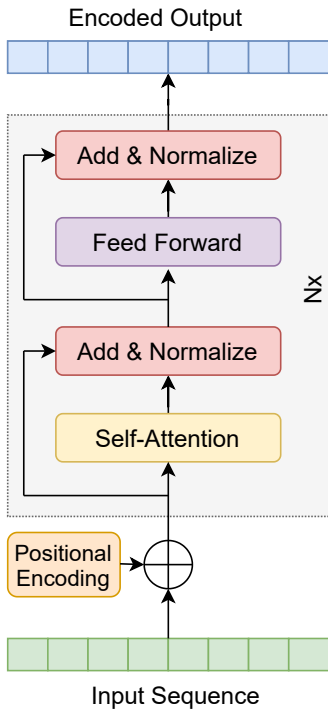 Encoded Output
Add & Normalize
Feed Forward
Nx
Add & Normalize
Self-Attention
Positional
Encoding
Input Sequence